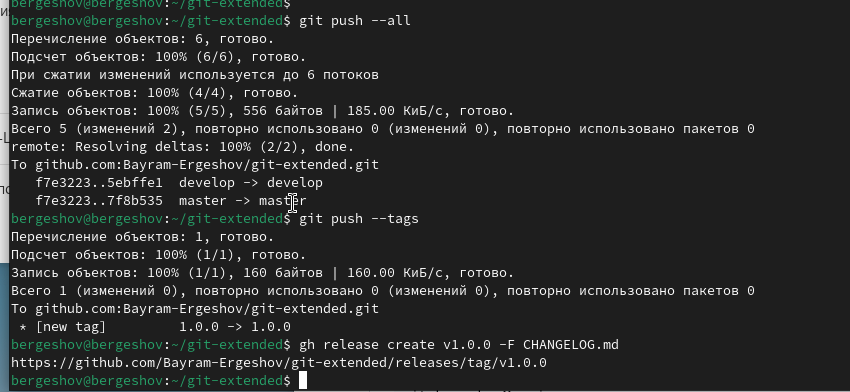 bergeshov@bergeshov:~/git-extended$
bergeshov@bergeshov:~/git-extended$ git push --all
Перечисление объектов: 6, готово.
Подсчет объектов: 100% (6/6), готово.
При сжатии изменений используется до 6 потоков
Сжатие объектов: 100% (4/4), готово.
Запись объектов: 100% (5/5), 556 байтов | 185.00 КиБ/с, готово.
Всего 5 (изменений 2), повторно использовано 0 (изменений 0), повторно использовано пакетов 0
remote: Resolving deltas: 100% (2/2), done.
To github.com:Bayram-Ergeshov/git-extended.git
f7e3223..5ebffe1  develop -> develop
f7e3223..7f8b535  master -> master
bergeshov@bergeshov:~/git-extended$ git push --tags
Перечисление объектов: 1, готово.
Подсчет объектов: 100% (1/1), готово.
Запись объектов: 100% (1/1), 160 байтов | 160.00 КиБ/с, готово.
Всего 1 (изменений 0), повторно использовано 0 (изменений 0), повторно использовано пакетов 0
To github.com:Bayram-Ergeshov/git-extended.git
* [new tag]         1.0.0 -> 1.0.0
bergeshov@bergeshov:~/git-extended$ gh release create v1.0.0 -F CHANGELOG.md
https://github.com/Bayram-Ergeshov/git-extended/releases/tag/v1.0.0
bergeshov@bergeshov:~/git-extended$